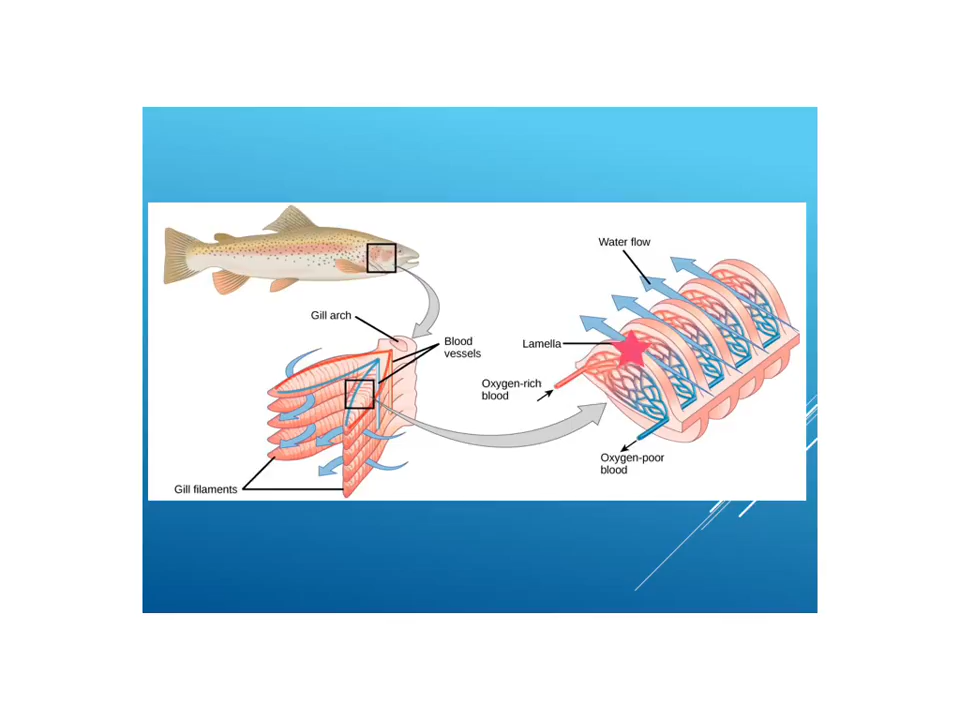 Water flow
Gill arch
Blood
vessels
Lamella
Oxygen-rich
blood
Oxygen-poor
blood
Gill filaments